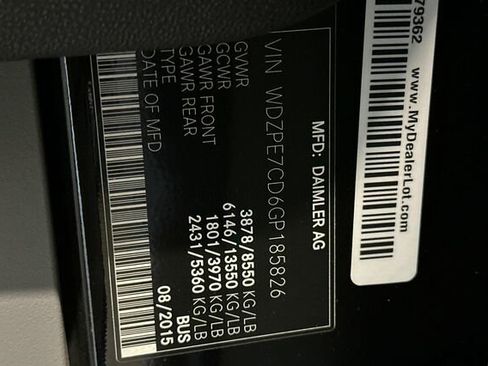 MFD: DAIMLER AG
VIN WDZPE7CD6GP185826
GVWR 3878/8550 KG/LB
GCWR 6146/13550 KG/LB
GAWR FRONT 1801/3970 KG/LB
GAWR REAR 2431/5360 KG/LB
TYPE BUS
DATE OF MFD 08/2015
79362
www.MyDealerLot.com